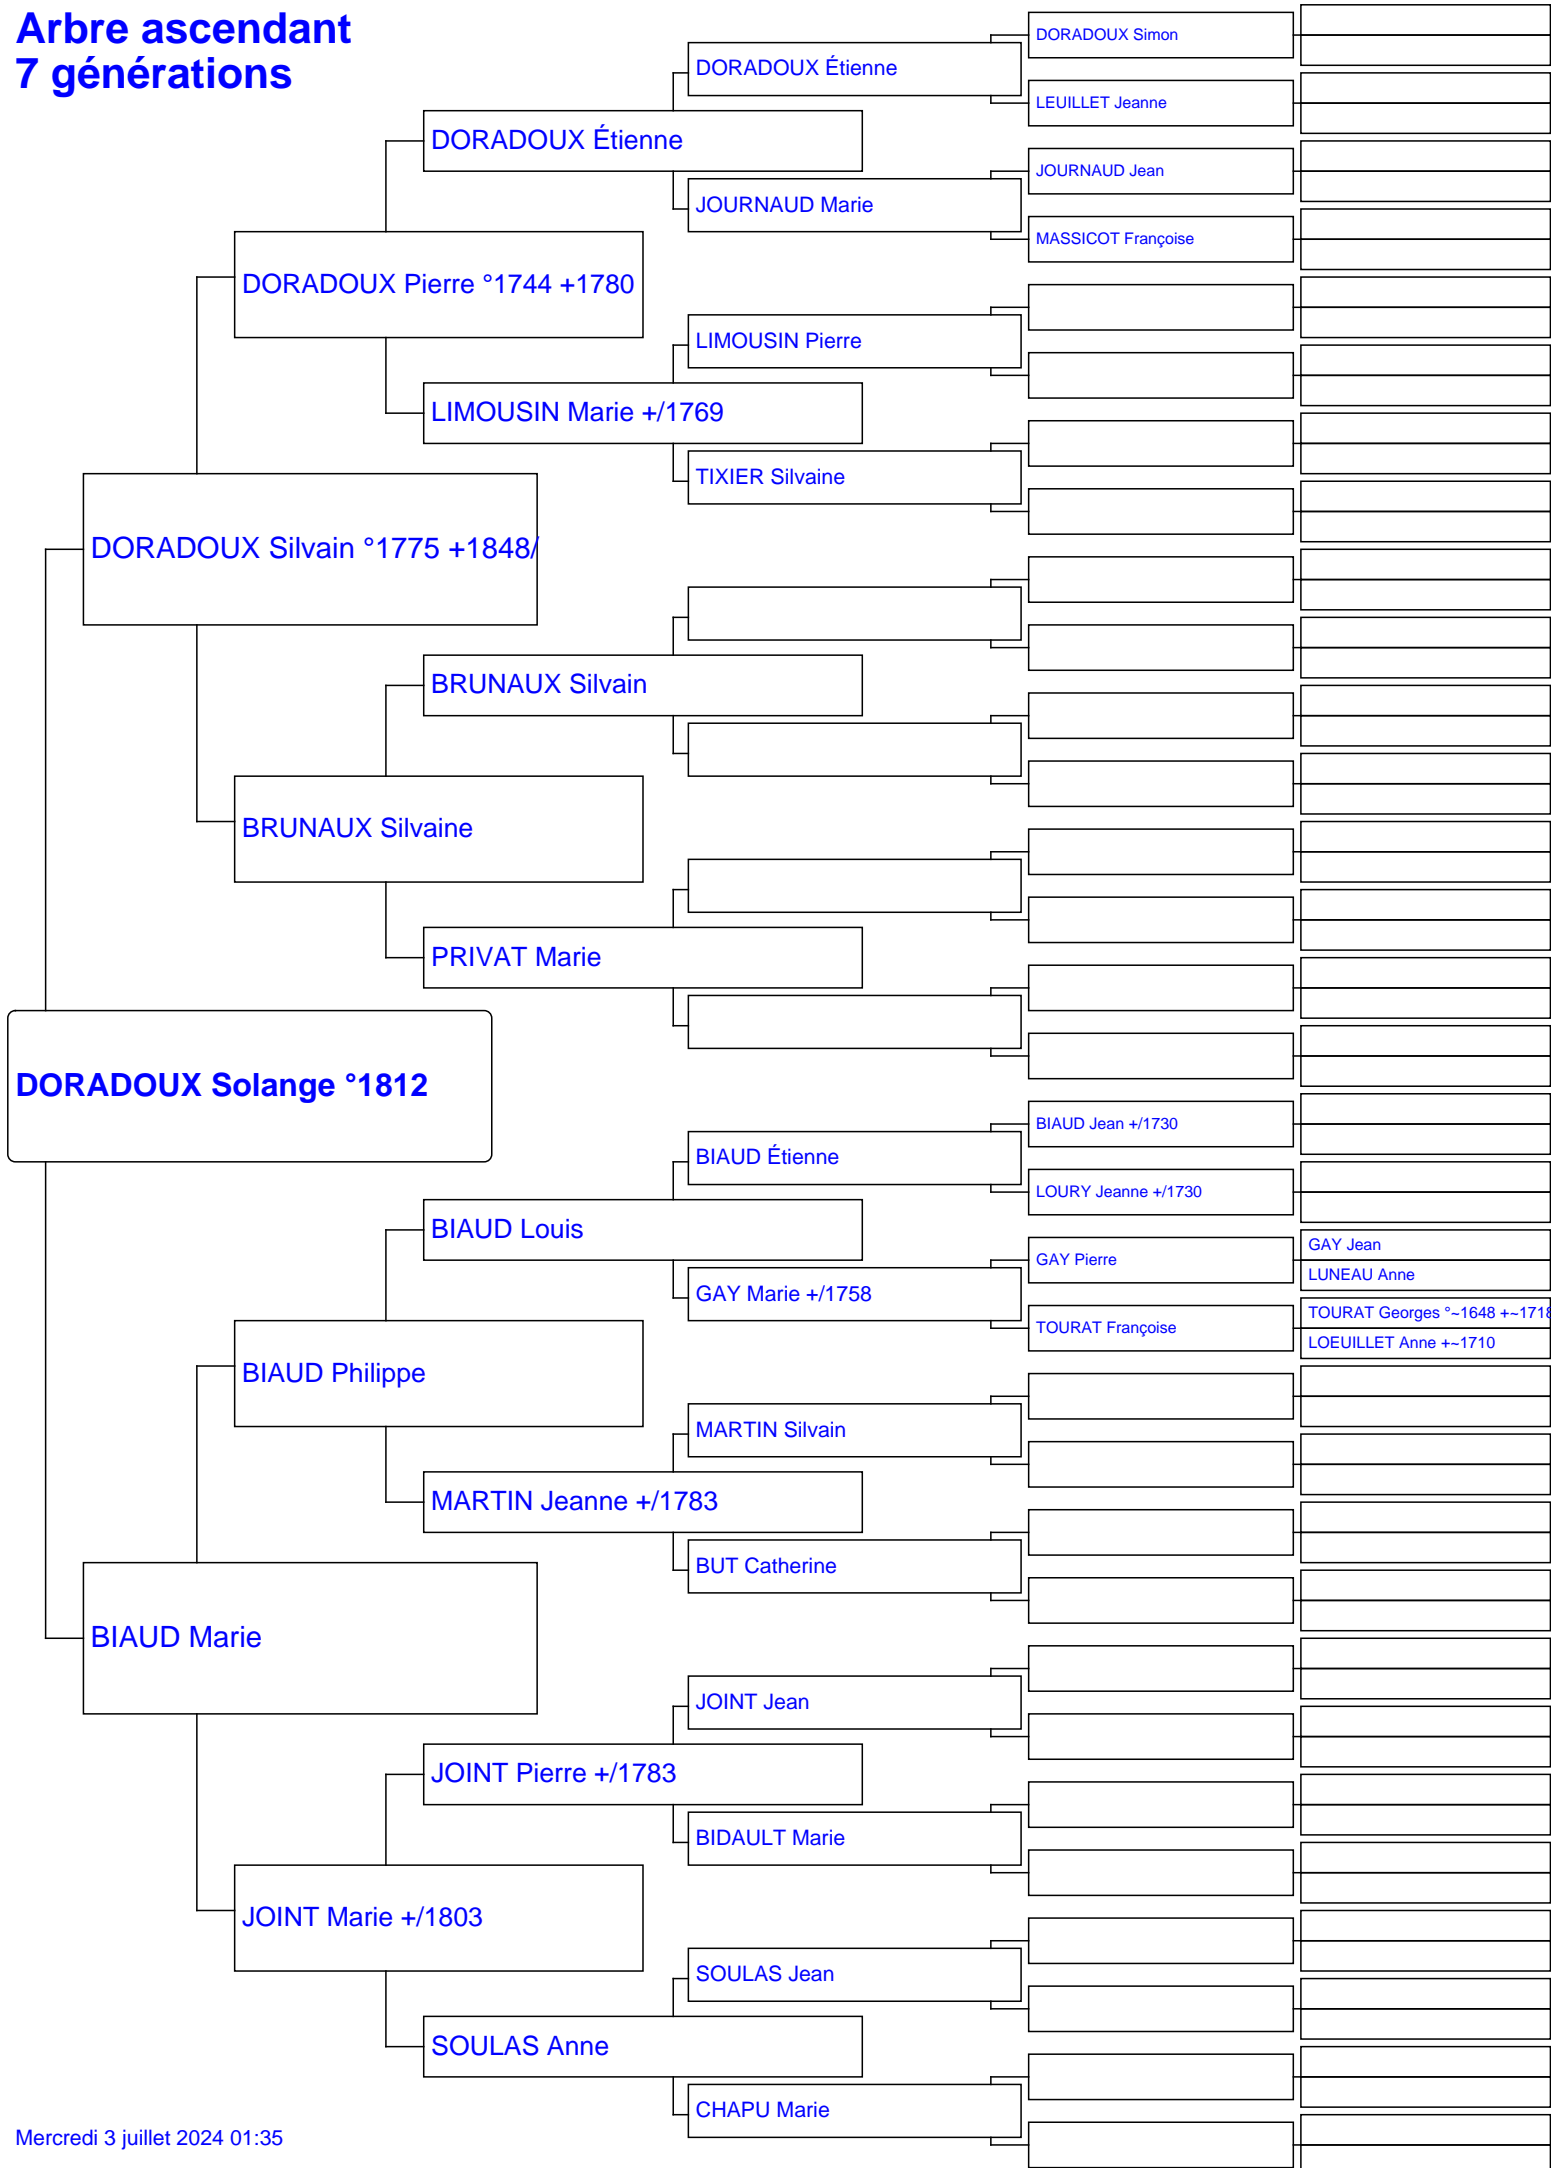 Arbre ascendant
7 générations
DORADOUX Simon
DORADOUX Étienne
LEUILLET Jeanne
DORADOUX Étienne
JOURNAUD Jean
JOURNAUD Marie
MASSICOT Françoise
DORADOUX Pierre °1744 +1780
LIMOUSIN Pierre
LIMOUSIN Marie +/1769
TIXIER Silvaine
DORADOUX Silvain °1775 +1848/
BRUNAUX Silvain
BRUNAUX Silvaine
PRIVAT Marie
DORADOUX Solange °1812
BIAUD Jean +/1730
BIAUD Étienne
LOURY Jeanne +/1730
BIAUD Louis
GAY Jean
GAY Pierre
LUNEAU Anne
GAY Marie +/1758
TOURAT Georges °~1648 +~1718
TOURAT Françoise
LOEUILLET Anne +~1710
BIAUD Philippe
MARTIN Silvain
MARTIN Jeanne +/1783
BUT Catherine
BIAUD Marie
JOINT Jean
JOINT Pierre +/1783
BIDAULT Marie
JOINT Marie +/1803
SOULAS Jean
SOULAS Anne
CHAPU Marie
Mercredi 3 juillet 2024 01:35